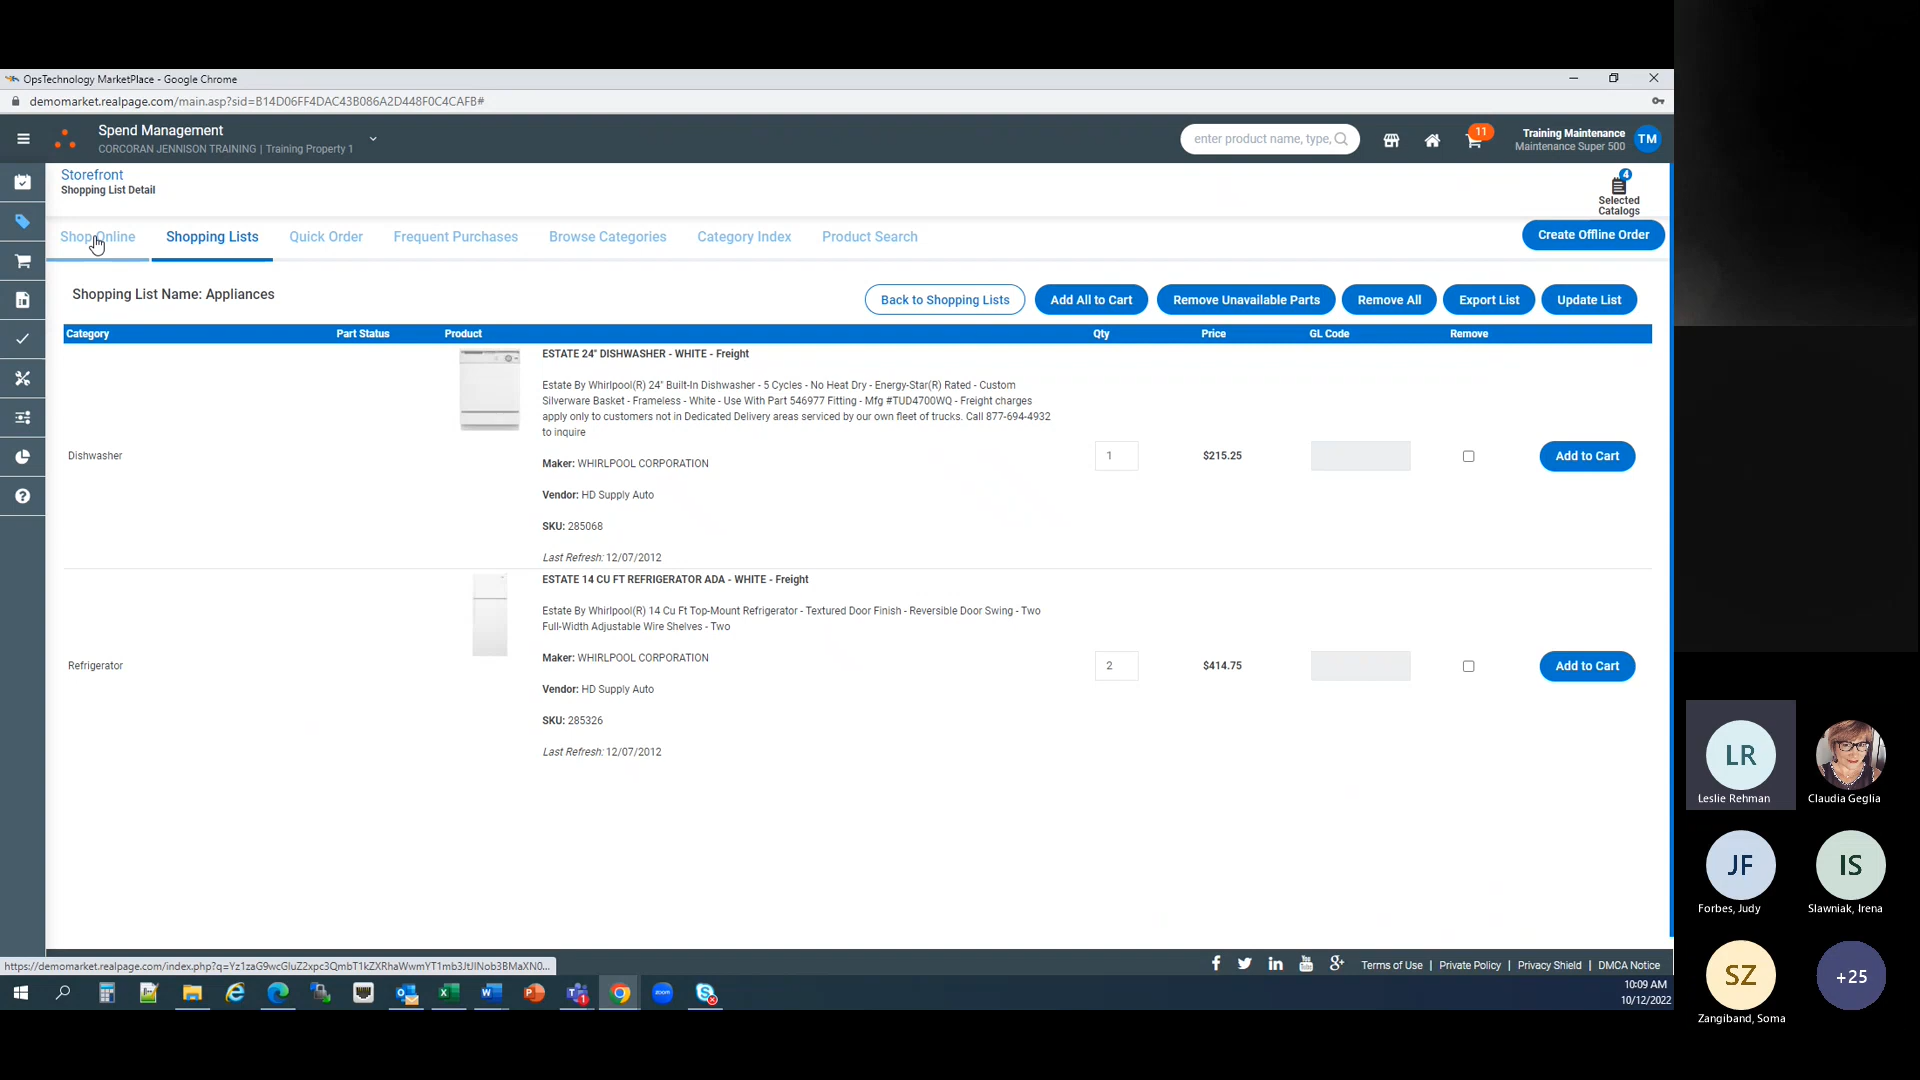 OpsTechnology MarketPlace - Google Chrome
demomarket.realpage.com/main.asp?sid=B14D06FF4DAC43B086A2D448F0C4CAFB#
Spend Management
CORCORAN JENNISON TRAINING | Training Property 1
enter product name, type,
11
Training Maintenance
Maintenance Super 500
TM
Storefront
Shopping List Detail
4
Selected
Catalogs
Shop Online
Shopping Lists
Quick Order
Frequent Purchases
Browse Categories
Category Index
Product Search
Create Offline Order
Shopping List Name: Appliances
Back to Shopping Lists
Add All to Cart
Remove Unavailable Parts
Remove All
Export List
Update List
Category Part Status Product Qty Price GL Code Remove
ESTATE 24" DISHWASHER - WHITE - Freight
Estate By Whirlpool(R) 24" Built-In Dishwasher - 5 Cycles - No Heat Dry - Energy-Star(R) Rated - Custom
Silverware Basket - Frameless - White - Use With Part 546977 Fitting - Mfg #TUD4700WQ - Freight charges
apply only to customers not in Dedicated Delivery areas serviced by our own fleet of trucks. Call 877-694-4932
to inquire
Dishwasher
1
$215.25
Add to Cart
Maker: WHIRLPOOL CORPORATION
Vendor: HD Supply Auto
SKU: 285068
Last Refresh: 12/07/2012
ESTATE 14 CU FT REFRIGERATOR ADA - WHITE - Freight
Estate By Whirlpool(R) 14 Cu Ft Top-Mount Refrigerator - Textured Door Finish - Reversible Door Swing - Two
Full-Width Adjustable Wire Shelves - Two
Maker: WHIRLPOOL CORPORATION
Refrigerator
2
$414.75
Add to Cart
Vendor: HD Supply Auto
SKU: 285326
Last Refresh: 12/07/2012
Terms of Use | Private Policy | Privacy Shield | DMCA Notice
10:09 AM
10/12/2022
LR
Leslie Rehman
Claudia Geglia
JF
Forbes, Judy
IS
Slawniak, Irena
SZ
Zangiband, Soma
+25